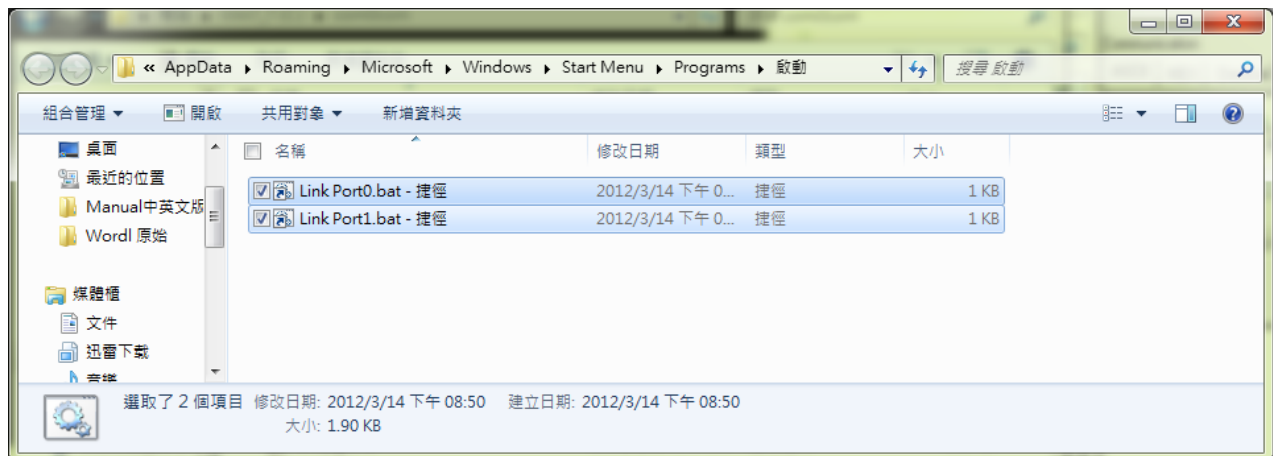 « AppData ▸ Roaming ▸ Microsoft ▸ Windows ▸ Start Menu ▸ Programs ▸ 啟動
搜尋 啟動
組合管理 開啟 共用對象 新增資料夾
桌面
最近的位置
Manual中英文版
Wordl 原始
媒體櫃
文件
迅雷下載
音樂
名稱 修改日期 類型 大小
Link Port0.bat - 捷徑 2012/3/14 下午 0... 捷徑 1 KB
Link Port1.bat - 捷徑 2012/3/14 下午 0... 捷徑 1 KB
選取了 2 個項目 修改日期: 2012/3/14 下午 08:50 建立日期: 2012/3/14 下午 08:50
大小: 1.90 KB